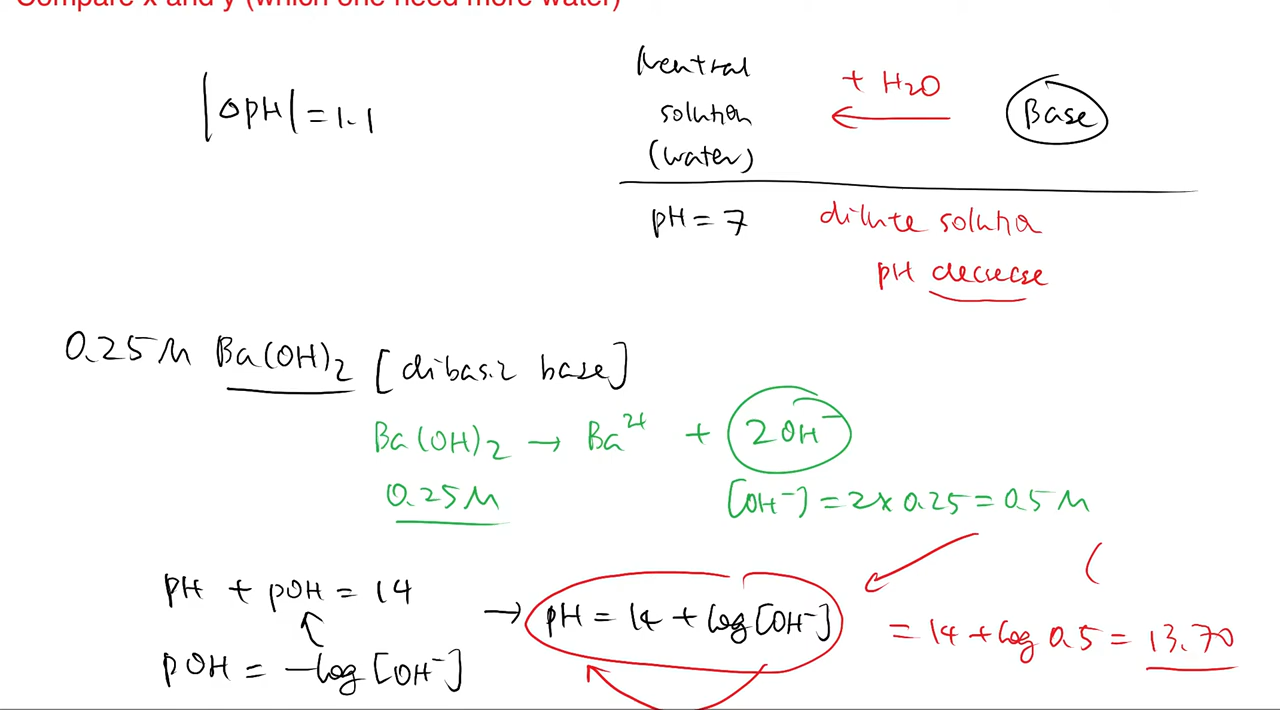 Compare x and y (which one need more water)
|ΔpH| = 1.1
Neutral solution (water)
+ H2O
Base
pH = 7
dilute solution
pH decrease
0.25 M Ba(OH)2 [dibasic base]
Ba(OH)2 → Ba2+ + 2OH-
0.25 M
[OH-] = 2 x 0.25 = 0.5 M
(
pH + pOH = 14
→ pH = 14 + log[OH-]
= 14 + log 0.5 = 13.70
pOH = -log[OH-]